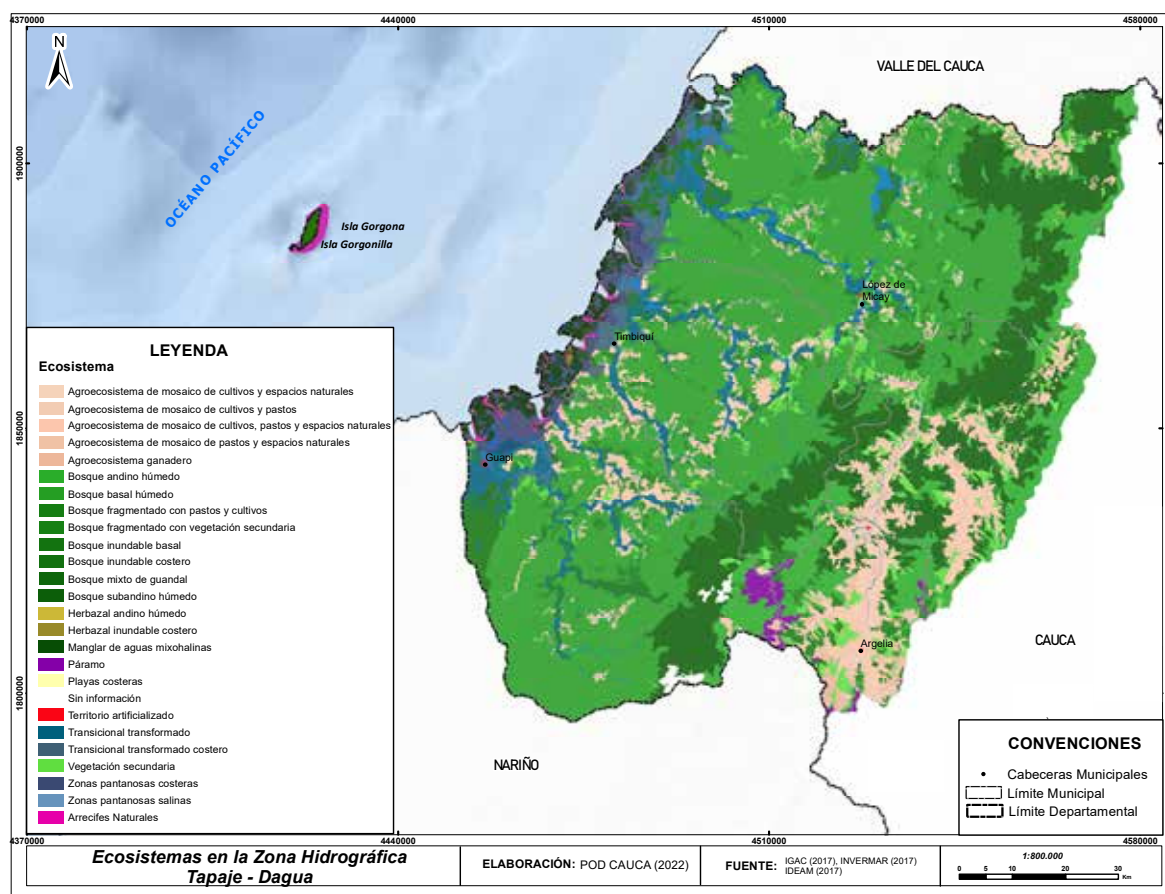 4370000
4440000
4510000
4580000
N
VALLE DEL CAUCA
OCÉANO PACÍFICO
1900000
Isla Gorgona
Isla Gorgonilla
López de
Micay
Timbiquí
LEYENDA
Ecosistema
Agroecosistema de mosaico de cultivos y espacios naturales
Agroecosistema de mosaico de cultivos y pastos
Agroecosistema de mosaico de cultivos, pastos y espacios naturales
Agroecosistema de mosaico de pastos y espacios naturales
Agroecosistema ganadero
Bosque andino húmedo
Bosque basal húmedo
Bosque fragmentado con pastos y cultivos
Bosque fragmentado con vegetación secundaria
Bosque inundable basal
Bosque inundable costero
Bosque mixto de guandal
Bosque subandino húmedo
Herbazal andino húmedo
Herbazal inundable costero
Manglar de aguas mixohalinas
Páramo
Playas costeras
Sin información
Territorio artificializado
Transicional transformado
Transicional transformado costero
Vegetación secundaria
Zonas pantanosas costeras
Zonas pantanosas salinas
Arrecifes Naturales
1850000
1850000
Guapi
Argelia
CAUCA
1800000
1800000
NARIÑO
CONVENCIONES
Cabeceras Municipales
Límite Municipal
Límite Departamental
4370000
4440000
4510000
4580000
Ecosistemas en la Zona Hidrográfica
Tapaje - Dagua
ELABORACIÓN: POD CAUCA (2022)
FUENTE: IGAC (2017), INVERMAR (2017)
IDEAM (2017)
1:800.000
0 5 10 20 30
Km